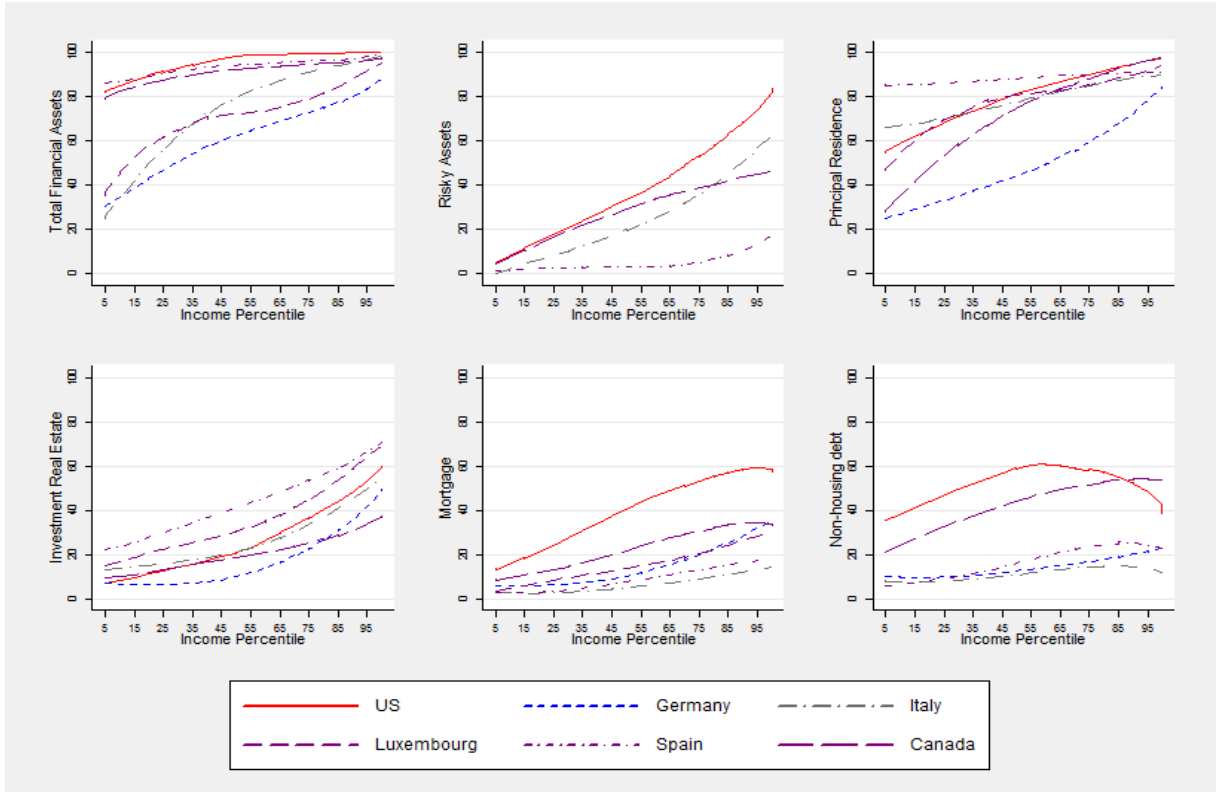 Total Financial Assets
0 20 40 60 80 100
5 15 25 35 45 55 65 75 85 95
Income Percentile
Risky Assets
0 20 40 60 80 100
5 15 25 35 45 55 65 75 85 95
Income Percentile
Principal Residence
0 20 40 60 80 100
5 15 25 35 45 55 65 75 85 95
Income Percentile
Investment Real Estate
0 20 40 60 80 100
5 15 25 35 45 55 65 75 85 95
Income Percentile
Mortgage
0 20 40 60 80 100
5 15 25 35 45 55 65 75 85 95
Income Percentile
Non-housing debt
0 20 40 60 80 100
5 15 25 35 45 55 65 75 85 95
Income Percentile
US Germany Italy
Luxembourg Spain Canada